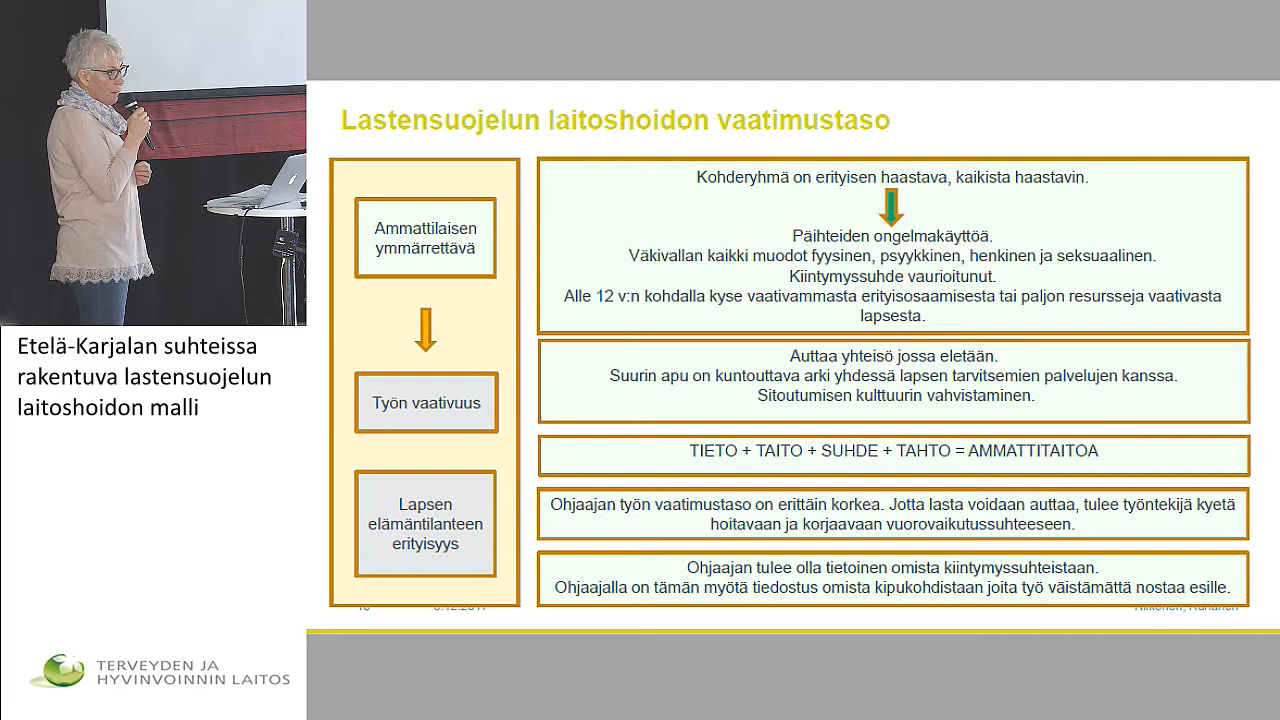 Lastensuojelun laitoshoidon vaatimustaso
Ammattilaisen
ymmärrettävä
Työn vaativuus
Lapsen
elämäntilanteen
erityisyys
Kohderyhmä on erityisen haastava, kaikista haastavin.
Päihteiden ongelmakäyttöä.
Väkivallan kaikki muodot fyysinen, psyykkinen, henkinen ja seksuaalinen.
Kiintymyssuhde vaurioitunut.
Alle 12 v:n kohdalla kyse vaativammasta erityisosaamisesta tai paljon resursseja vaativasta
lapsesta.
Auttaa yhteisö jossa eletään.
Suurin apu on kuntouttava arki yhdessä lapsen tarvitsemien palvelujen kanssa.
Sitoutumisen kulttuurin vahvistaminen.
TIETO + TAITO + SUHDE + TAHTO = AMMATTITAITOA
Ohjaajan työn vaatimustaso on erittäin korkea. Jotta lasta voidaan auttaa, tulee työntekijä kyetä
hoitavaan ja korjaavaan vuorovaikutussuhteeseen.
Ohjaajan tulee olla tietoinen omista kiintymyssuhteistaan.
Ohjaajalla on tämän myötä tiedostus omista kipukohdistaan joita työ väistämättä nostaa esille.
Etelä-Karjalan suhteissa
rakentuva lastensuojelun
laitoshoidon malli
TERVEYDEN JA
HYVINVOINNIN LAITOS